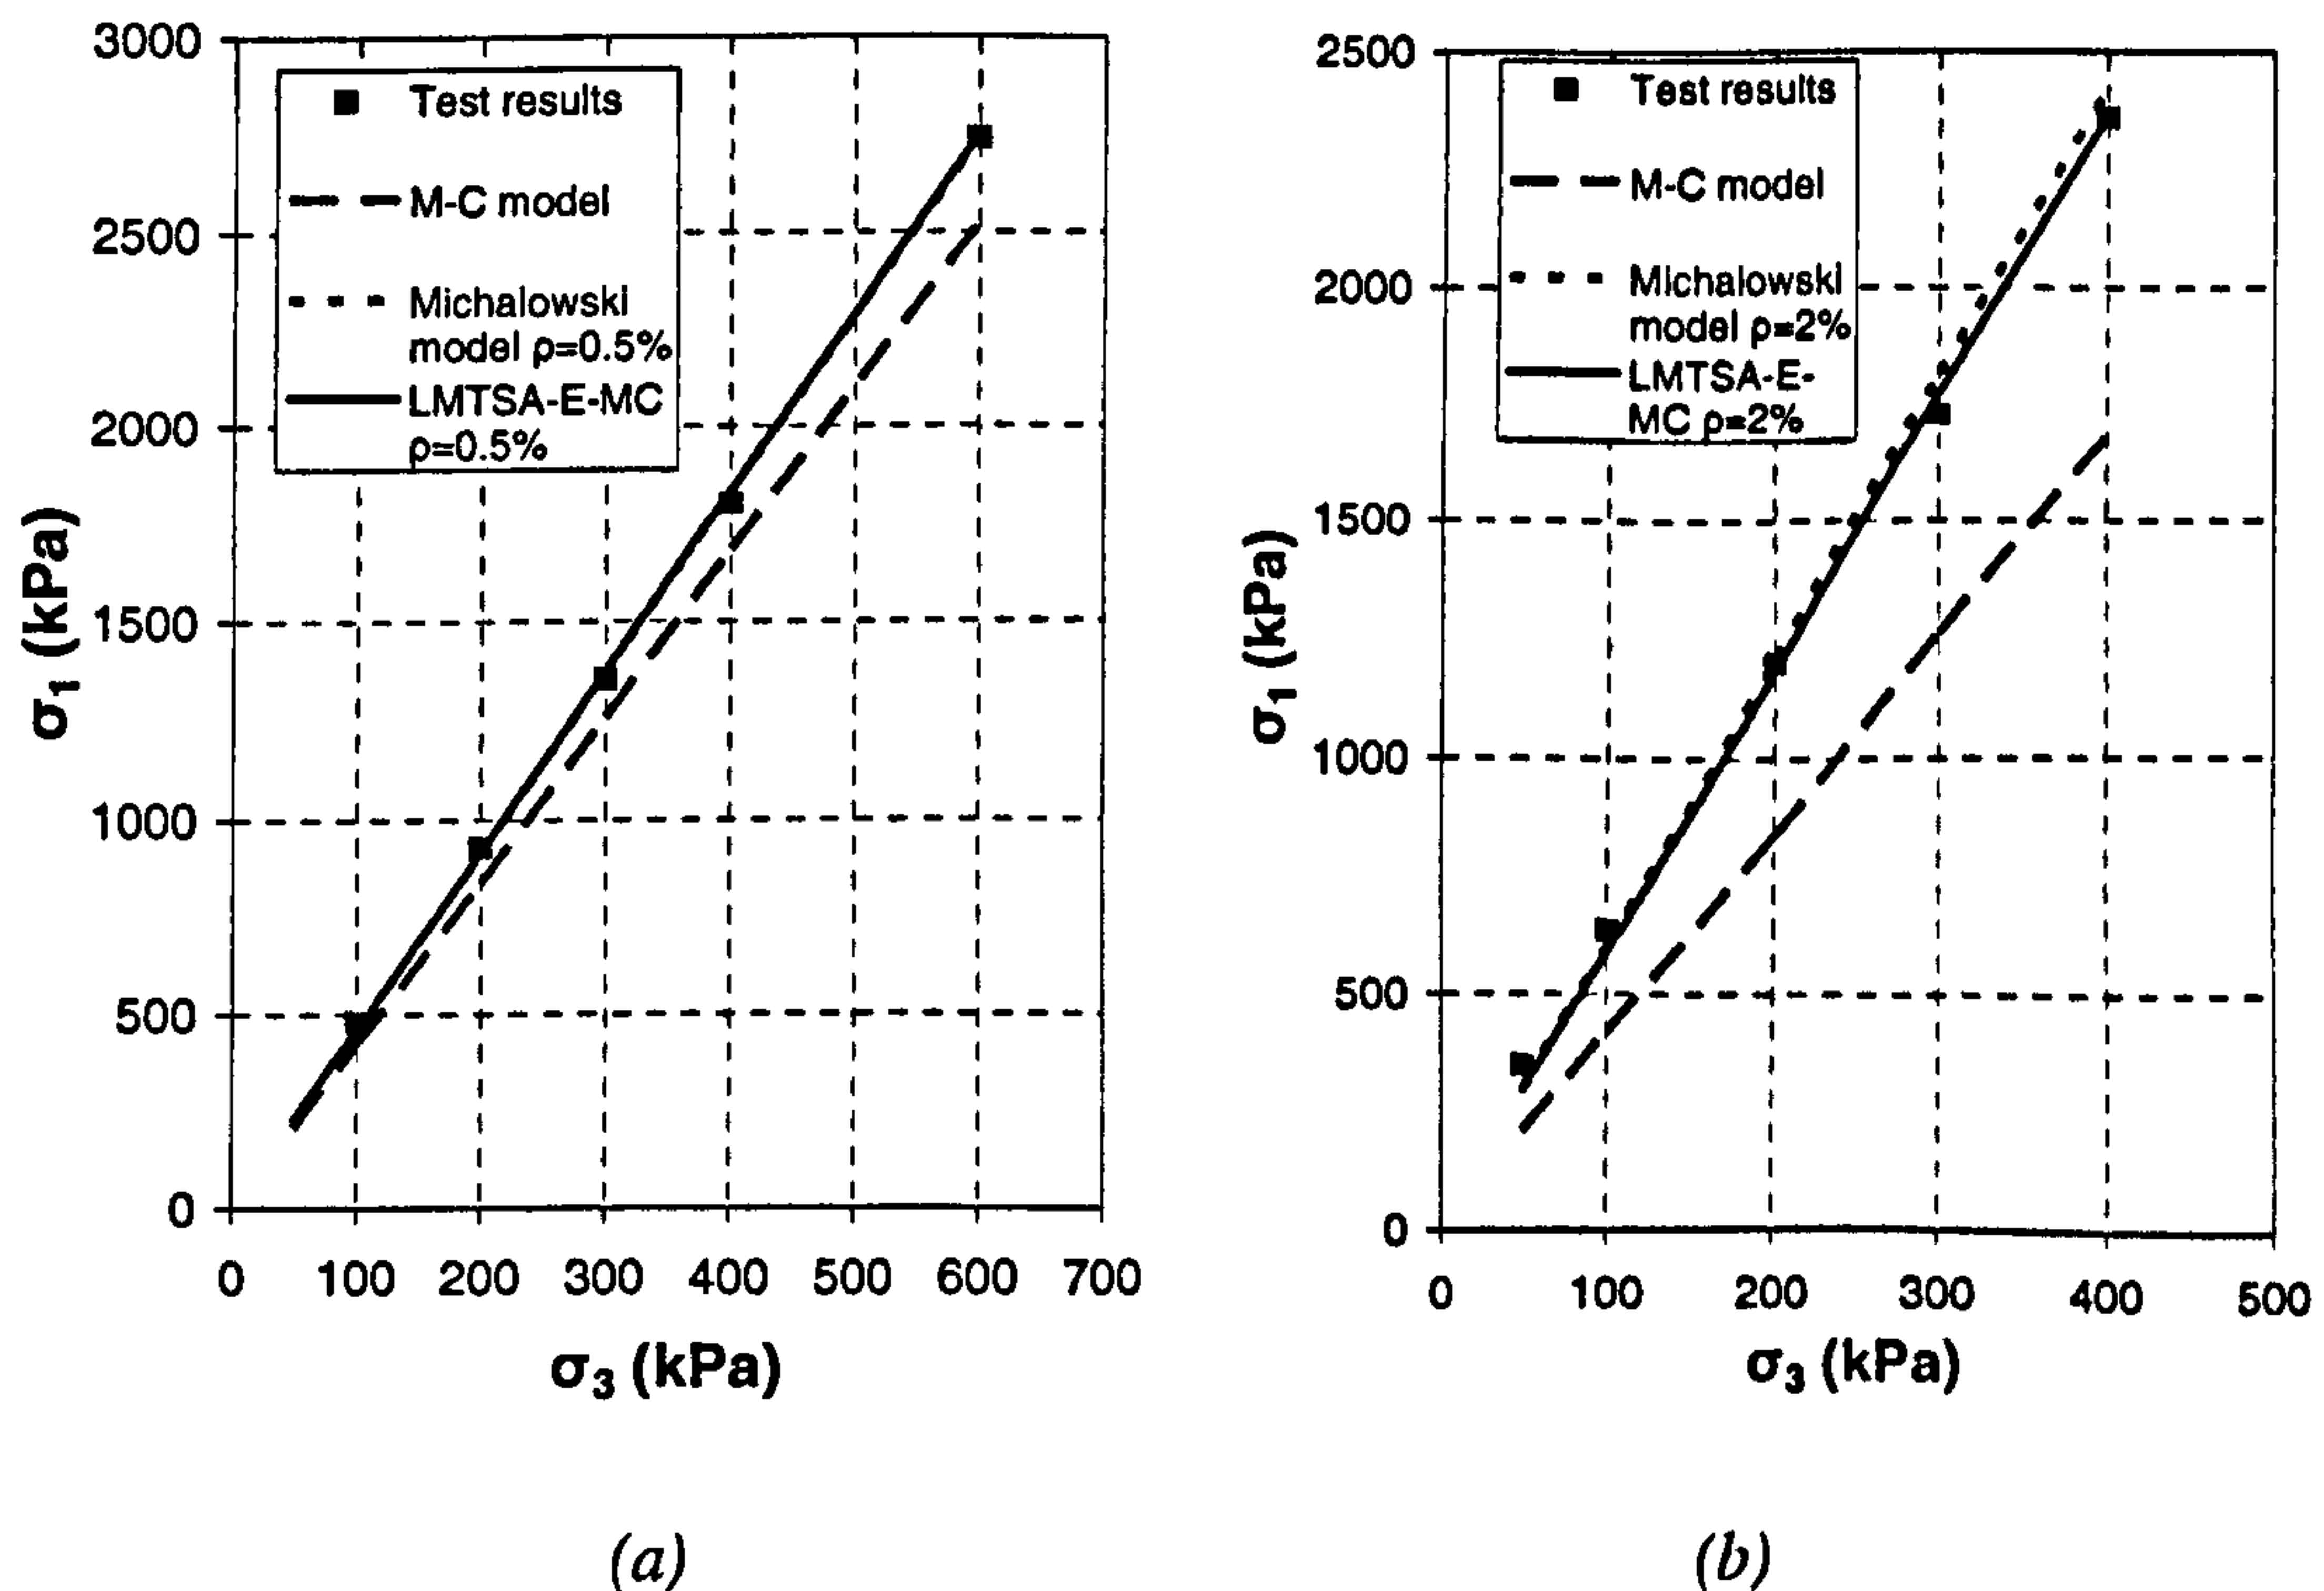 3000
2500
2000
1500
1000
500
0
σ1 (kPa)
Test results
M-C model
Michalowski
model ρ=0.5%
LMTSA-E-MC
ρ=0.5%
0 100 200 300 400 500 600 700
σ3 (kPa)
(a)
2500
2000
1500
1000
500
0
σ1 (kPa)
Test results
M-C model
Michalowski
model ρ=2%
LMTSA-E-
MC ρ=2%
0 100 200 300 400 500
σ3 (kPa)
(b)